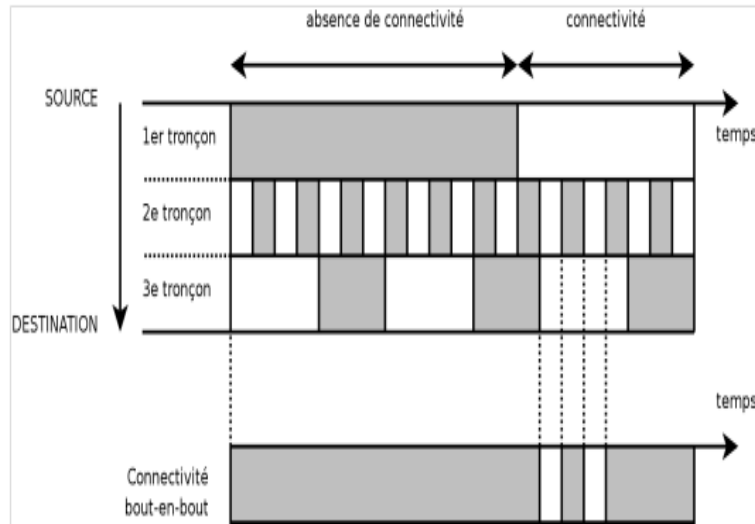 absence de connectivité
connectivité
SOURCE
temps
1er tronçon
2e tronçon
3e tronçon
DESTINATION
temps
Connectivité
bout-en-bout